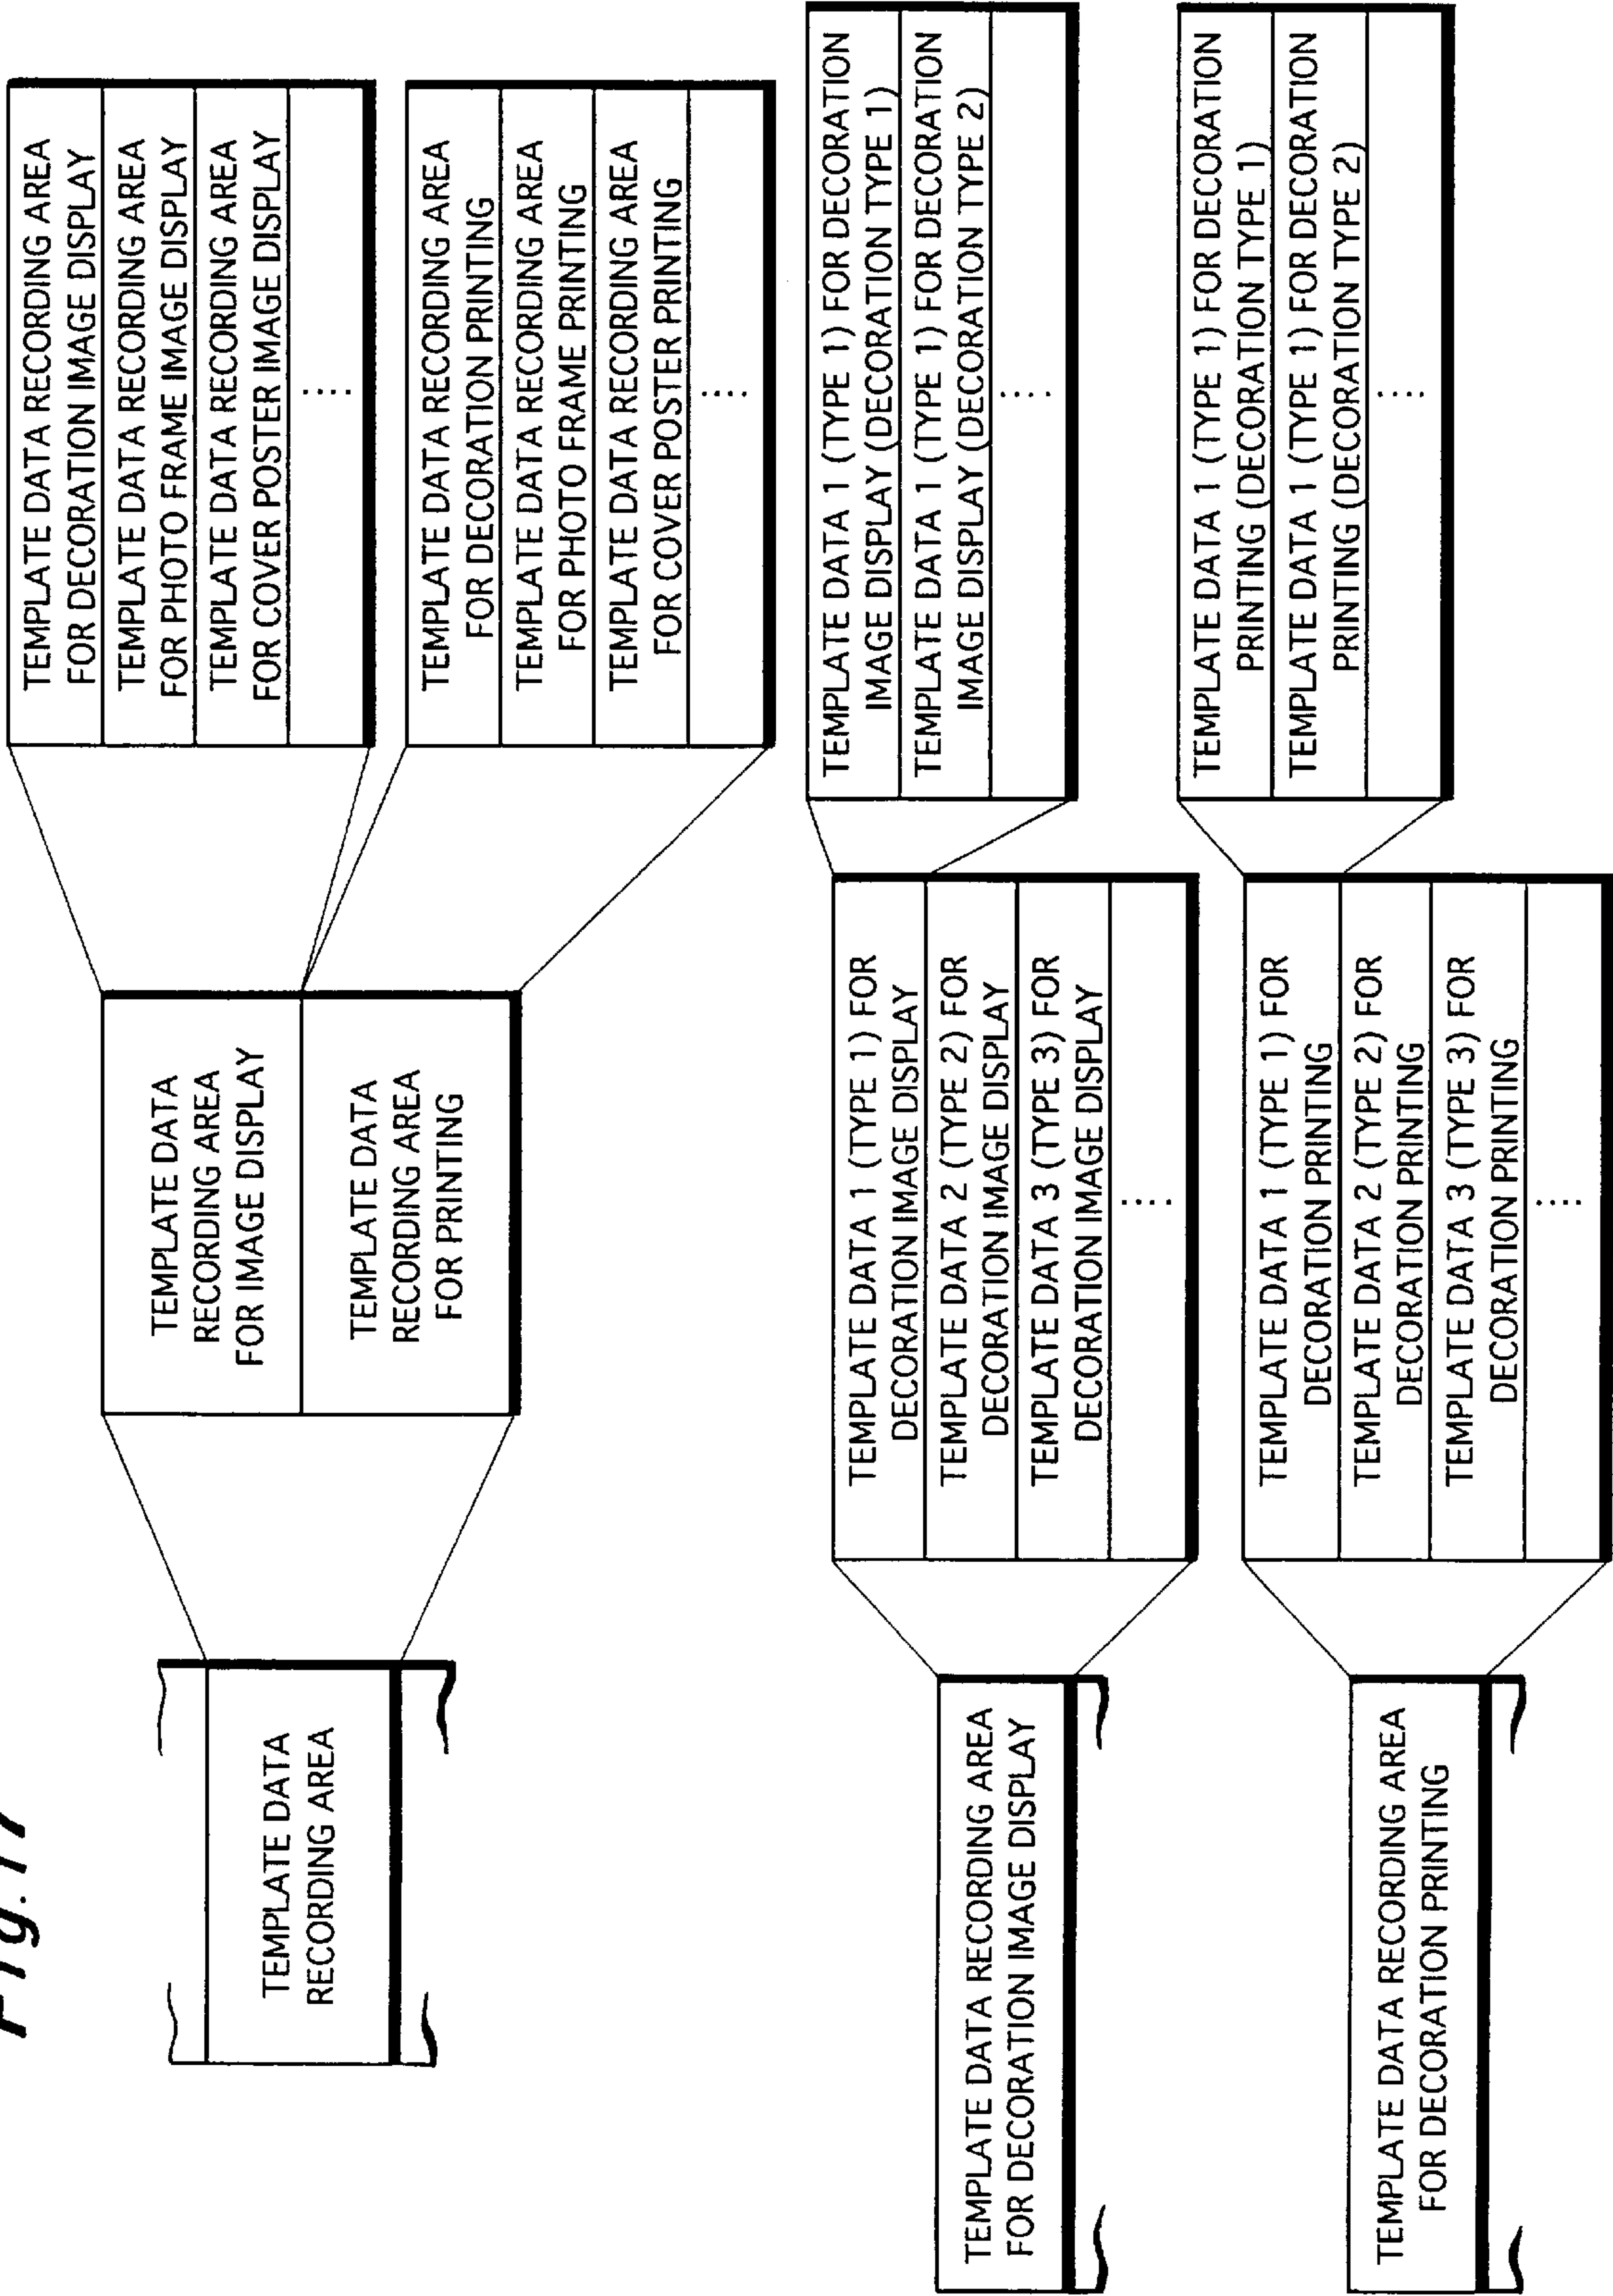 Fig.17
TEMPLATE DATA
RECORDING AREA
TEMPLATE DATA
RECORDING AREA
FOR IMAGE DISPLAY
TEMPLATE DATA
RECORDING AREA
FOR PRINTING
TEMPLATE DATA RECORDING AREA
FOR DECORATION IMAGE DISPLAY
TEMPLATE DATA RECORDING AREA
FOR PHOTO FRAME IMAGE DISPLAY
TEMPLATE DATA RECORDING AREA
FOR COVER POSTER IMAGE DISPLAY
....
TEMPLATE DATA RECORDING AREA
FOR DECORATION PRINTING
TEMPLATE DATA RECORDING AREA
FOR PHOTO FRAME PRINTING
TEMPLATE DATA RECORDING AREA
FOR COVER POSTER PRINTING
....
TEMPLATE DATA RECORDING AREA
FOR DECORATION IMAGE DISPLAY
TEMPLATE DATA 1 (TYPE 1) FOR
DECORATION IMAGE DISPLAY
TEMPLATE DATA 2 (TYPE 2) FOR
DECORATION IMAGE DISPLAY
TEMPLATE DATA 3 (TYPE 3) FOR
DECORATION IMAGE DISPLAY
....
TEMPLATE DATA 1 (TYPE 1) FOR DECORATION
IMAGE DISPLAY (DECORATION TYPE 1)
TEMPLATE DATA 1 (TYPE 1) FOR DECORATION
IMAGE DISPLAY (DECORATION TYPE 2)
....
TEMPLATE DATA RECORDING AREA
FOR DECORATION PRINTING
TEMPLATE DATA 1 (TYPE 1) FOR
DECORATION PRINTING
TEMPLATE DATA 2 (TYPE 2) FOR
DECORATION PRINTING
TEMPLATE DATA 3 (TYPE 3) FOR
DECORATION PRINTING
....
TEMPLATE DATA 1 (TYPE 1) FOR DECORATION
PRINTING (DECORATION TYPE 1)
TEMPLATE DATA 1 (TYPE 1) FOR DECORATION
PRINTING (DECORATION TYPE 2)
....